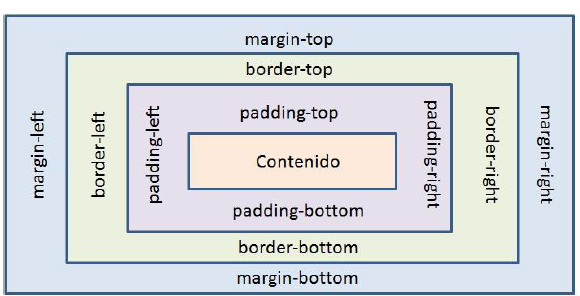 margin-top
border-top
padding-top
margin-left
border-left
padding-left
Contenido
padding-right
border-right
margin-right
padding-bottom
border-bottom
margin-bottom